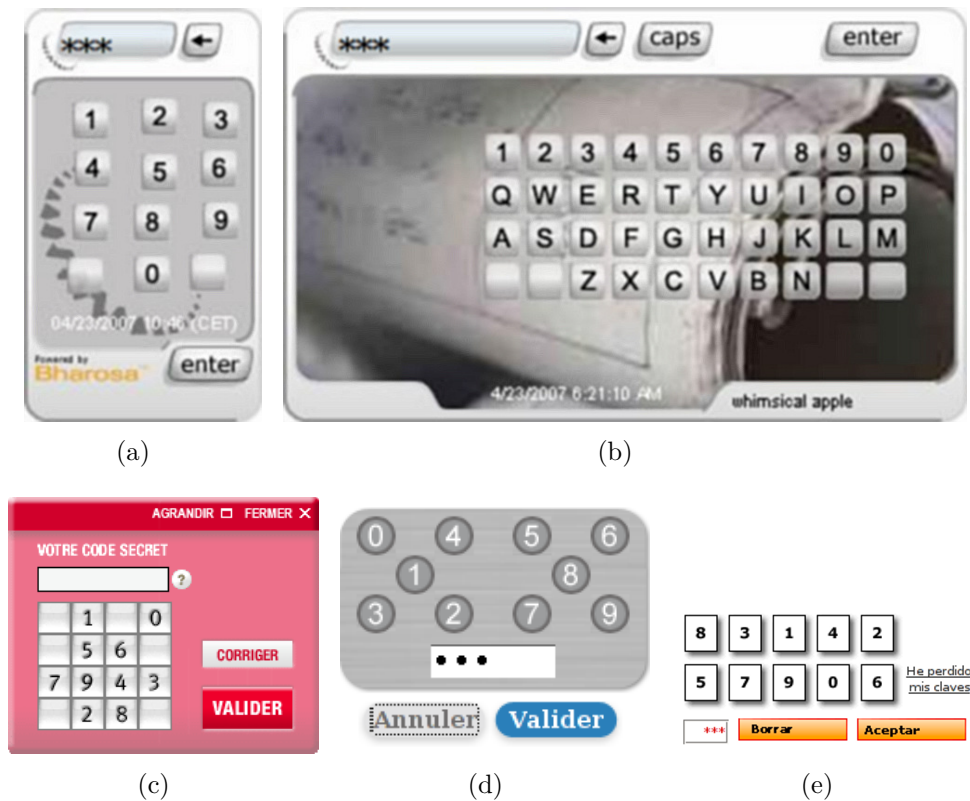 *** ←
1 2 3
4 5 6
7 8 9
0
04/23/2007 10:46 (CET)
Powered by
Bharosa
enter
(a)
*** ← caps enter
1 2 3 4 5 6 7 8 9 0
Q W E R T Y U I O P
A S D F G H J K L M
Z X C V B N
4/23/2007 6:21:10 AM
whimsical apple
(b)
AGRANDIR FERMER X
VOTRE CODE SECRET
?
1 0
5 6
7 9 4 3
2 8
CORRIGER
VALIDER
(c)
0 4 5 6
1 8
3 2 7 9
•••
Annuler Valider
(d)
8 3 1 4 2
5 7 9 0 6
He perdido
mis claves
*** Borrar Aceptar
(e)